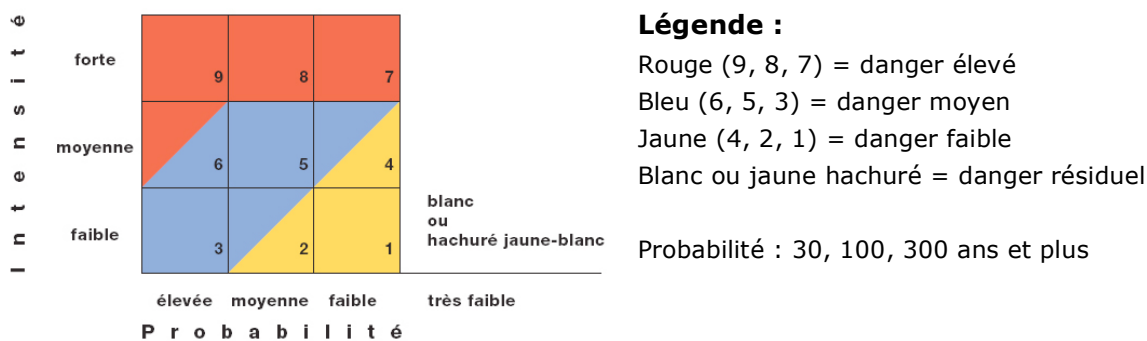 Intensité
forte
9 8 7
moyenne
6 5 4
faible
3 2 1
blanc
ou
hachuré jaune-blanc
élevée moyenne faible très faible
Probabilité
Légende :
Rouge (9, 8, 7) = danger élevé
Bleu (6, 5, 3) = danger moyen
Jaune (4, 2, 1) = danger faible
Blanc ou jaune hachuré = danger résiduel
Probabilité : 30, 100, 300 ans et plus